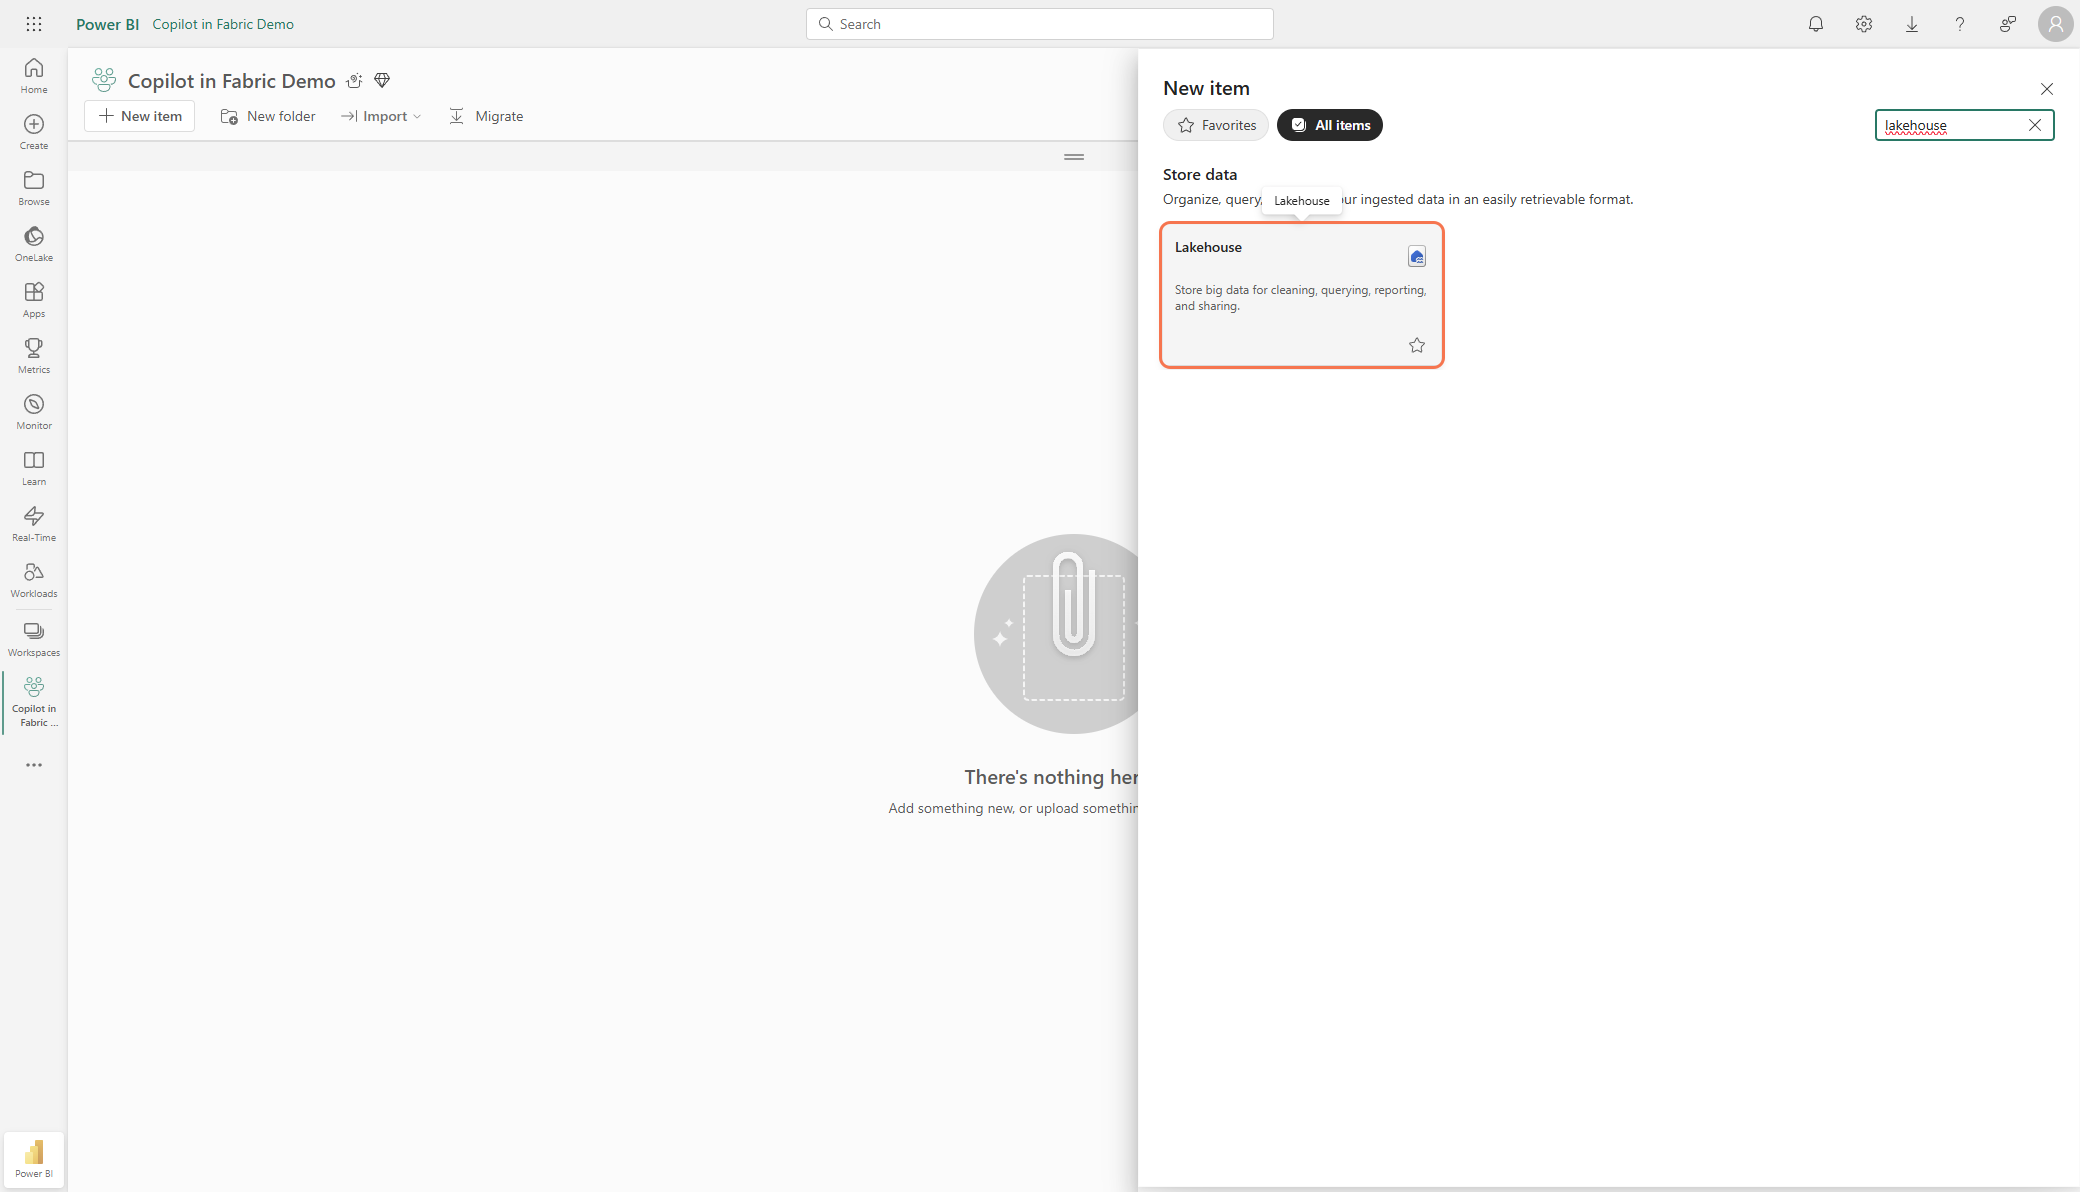 Power BI Copilot in Fabric Demo
Search
Home
Create
Browse
OneLake
Apps
Metrics
Monitor
Learn
Real-Time
Workloads
Workspaces
Copilot in
Fabric ...
Power BI
Copilot in Fabric Demo
New item
New folder
Import
Migrate
There's nothing her
Add something new, or upload somethin
New item
Favorites
All items
lakehouse
Store data
Organize, query, ur ingested data in an easily retrievable format.
Lakehouse
Lakehouse
Store big data for cleaning, querying, reporting,
and sharing.